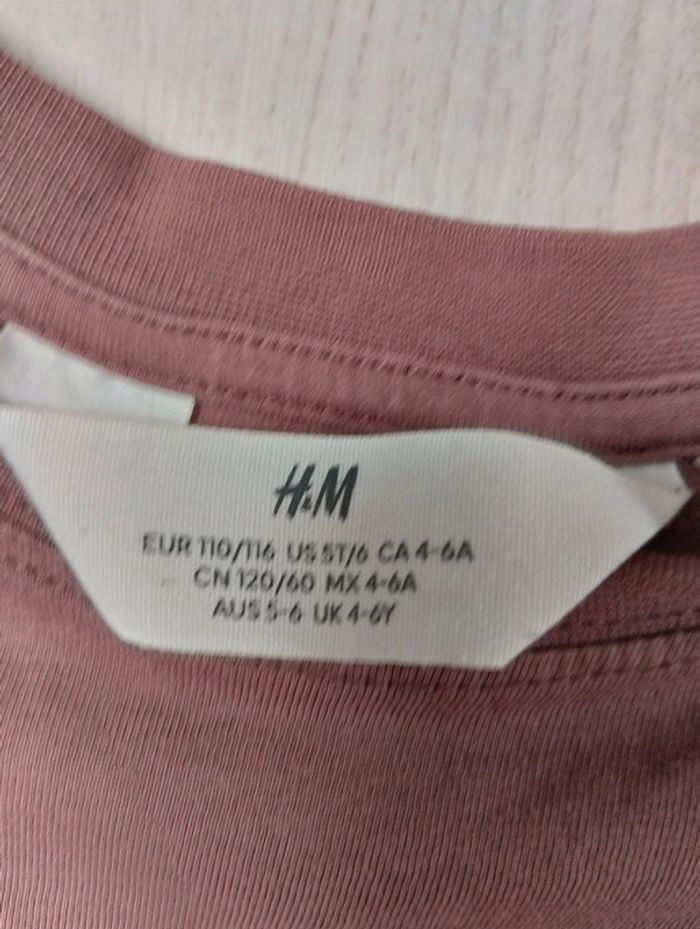 H&M
EUR 110/116 US 5T/6 CA 4-6A
CN 120/60 MX 4-6A
AUS 5-6 UK 4-6Y